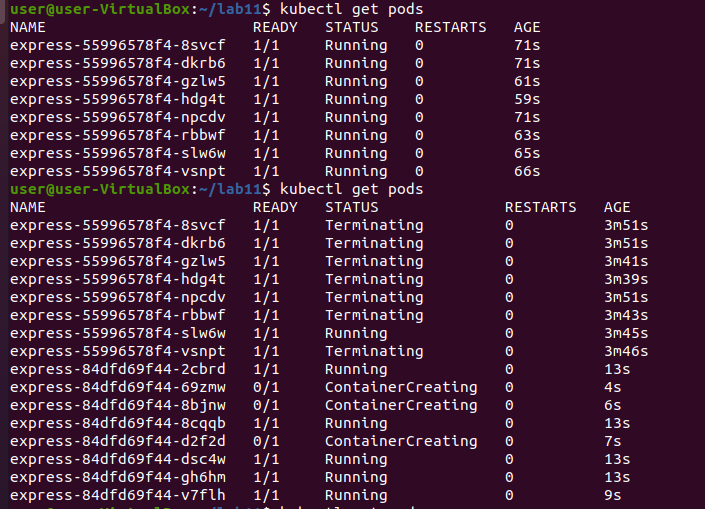 user@user-VirtualBox:~/lab11$ kubectl get pods
NAME READY STATUS RESTARTS AGE
express-55996578f4-8svcf 1/1 Running 0 71s
express-55996578f4-dkrb6 1/1 Running 0 71s
express-55996578f4-gzlw5 1/1 Running 0 61s
express-55996578f4-hdg4t 1/1 Running 0 59s
express-55996578f4-npcdv 1/1 Running 0 71s
express-55996578f4-rbbwf 1/1 Running 0 63s
express-55996578f4-slw6w 1/1 Running 0 65s
express-55996578f4-vsnpt 1/1 Running 0 66s
user@user-VirtualBox:~/lab11$ kubectl get pods
NAME READY STATUS RESTARTS AGE
express-55996578f4-8svcf 1/1 Terminating 0 3m51s
express-55996578f4-dkrb6 1/1 Terminating 0 3m51s
express-55996578f4-gzlw5 1/1 Terminating 0 3m41s
express-55996578f4-hdg4t 1/1 Terminating 0 3m39s
express-55996578f4-npcdv 1/1 Terminating 0 3m51s
express-55996578f4-rbbwf 1/1 Terminating 0 3m43s
express-55996578f4-slw6w 1/1 Running 0 3m45s
express-55996578f4-vsnpt 1/1 Terminating 0 3m46s
express-84dfd69f44-2cbrd 1/1 Running 0 13s
express-84dfd69f44-69zmw 0/1 ContainerCreating 0 4s
express-84dfd69f44-8bjnw 0/1 ContainerCreating 0 6s
express-84dfd69f44-8cqqb 1/1 Running 0 13s
express-84dfd69f44-d2f2d 0/1 ContainerCreating 0 7s
express-84dfd69f44-dsc4w 1/1 Running 0 13s
express-84dfd69f44-gh6hm 1/1 Running 0 13s
express-84dfd69f44-v7flh 1/1 Running 0 9s